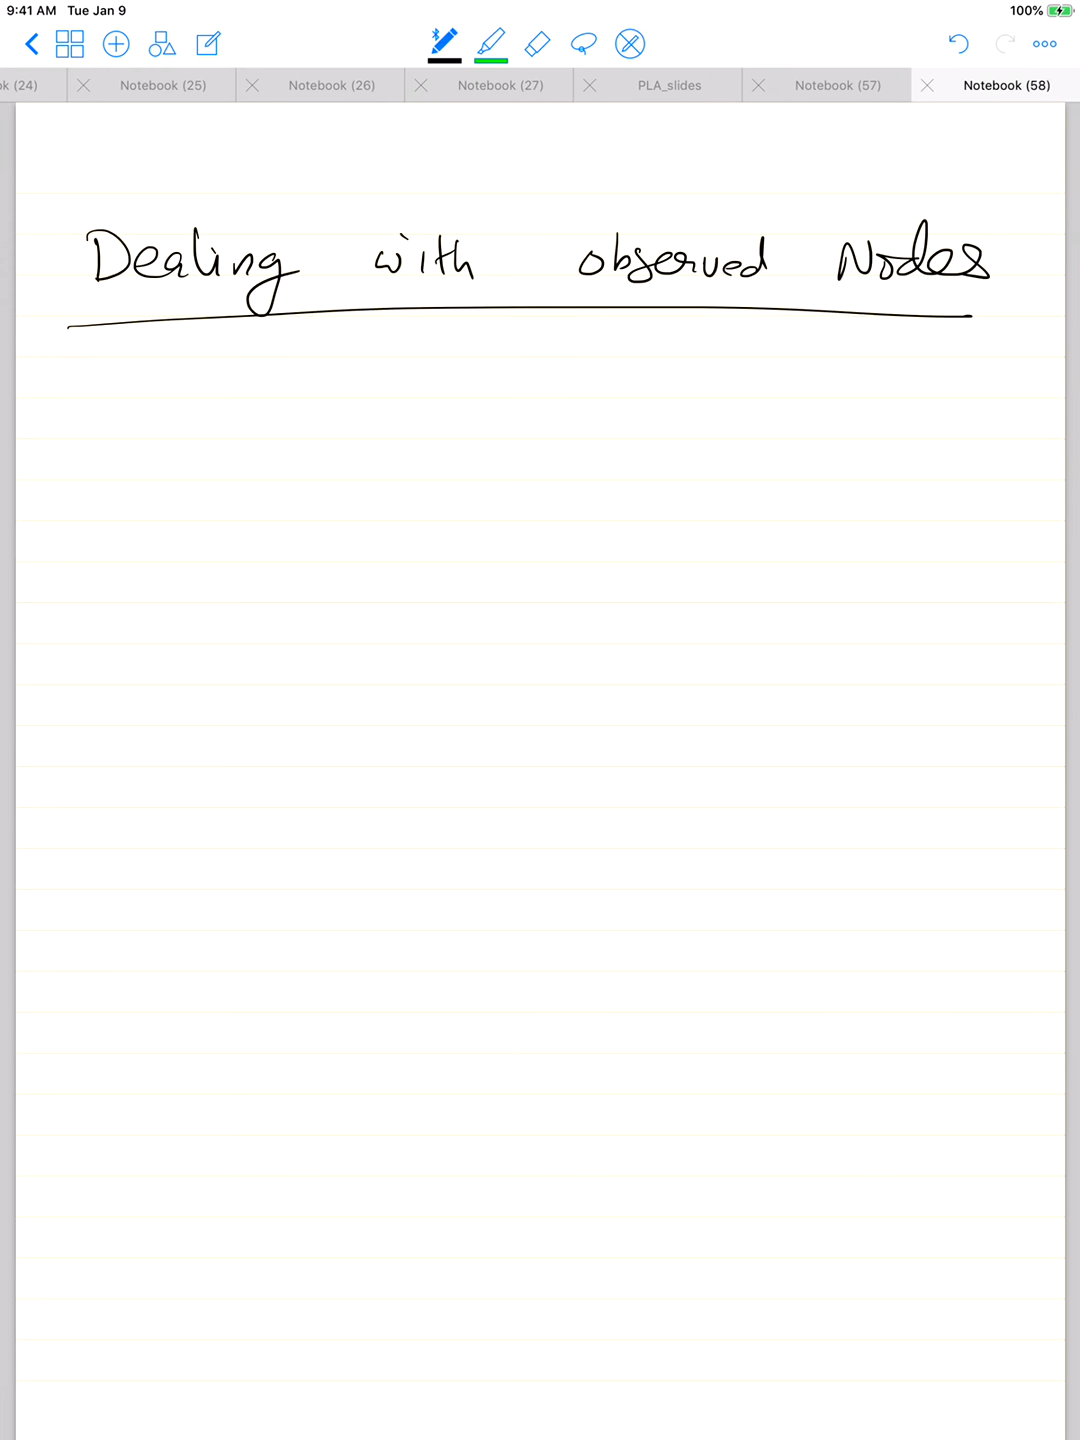 9:41 AM Tue Jan 9 100%
ok (24) Notebook (25) Notebook (26) Notebook (27) PLA_slides Notebook (57) Notebook (58)
Dealing with observed Nodes